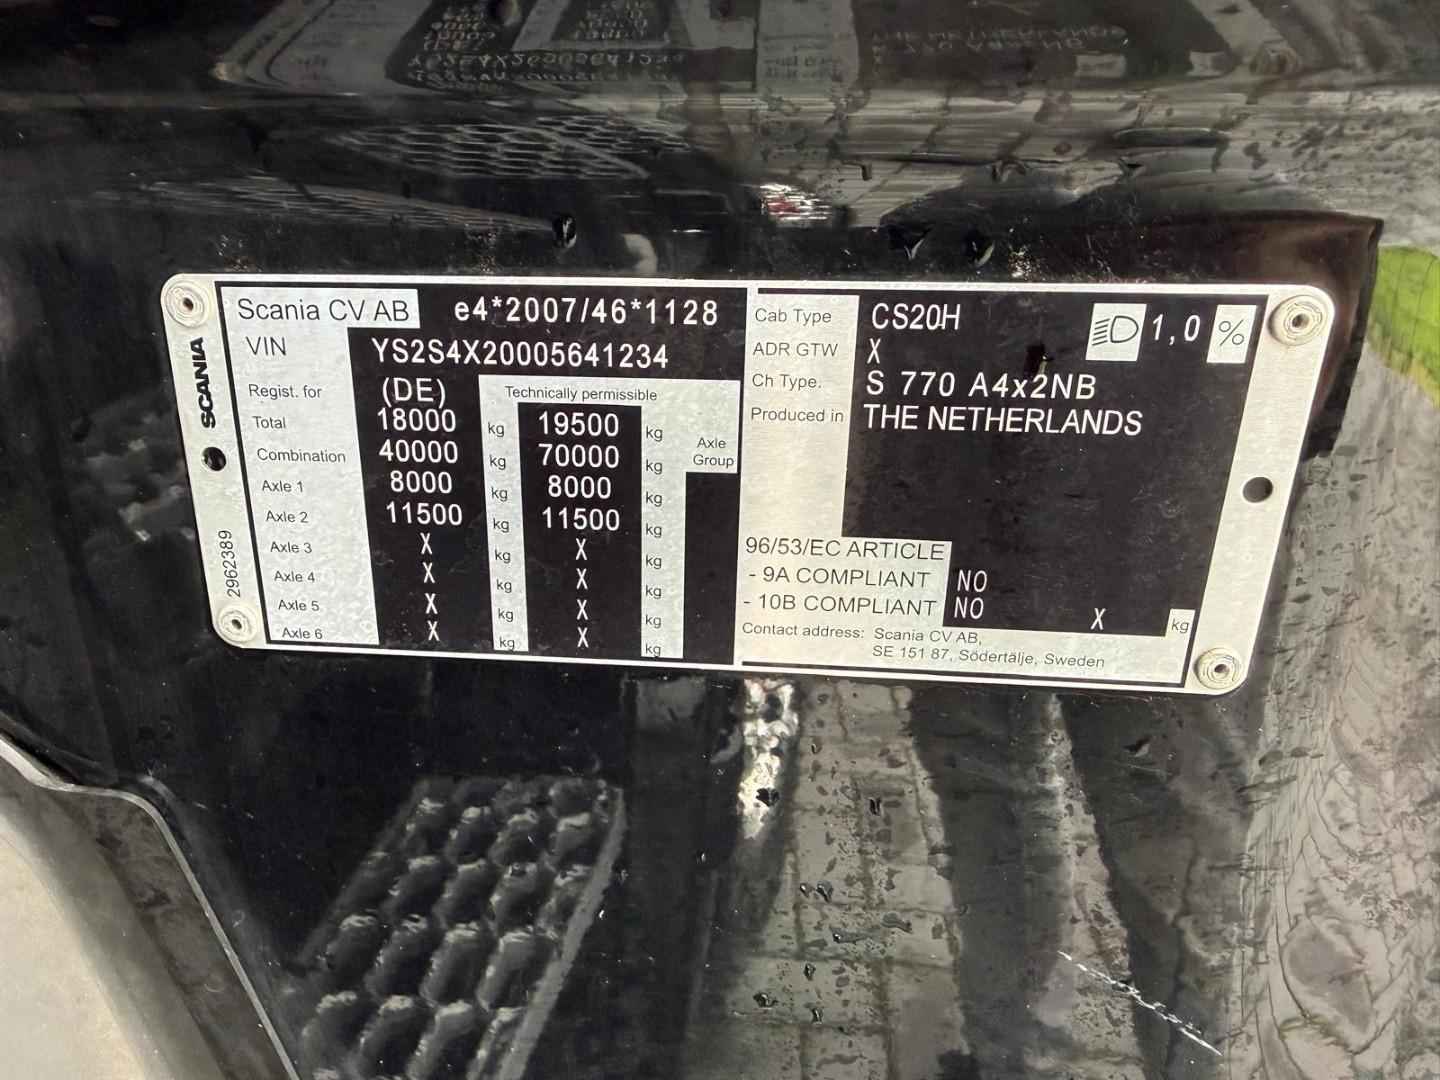 Scania CV AB e4*2007/46*1128
VIN YS2S4X20005641234
Regist. for (DE) Technically permissible
Total 18000 kg 19500 kg Axle Group
Combination 40000 kg 70000 kg
Axle 1 8000 kg 8000 kg
Axle 2 11500 kg 11500 kg
Axle 3 X kg X kg
Axle 4 X kg X kg
Axle 5 X kg X kg
Axle 6 X kg X kg
SCANIA
2962389
Cab Type CS20H 1,0 %
ADR GTW X
Ch Type. S 770 A4x2NB
Produced in THE NETHERLANDS
96/53/EC ARTICLE
- 9A COMPLIANT NO
- 10B COMPLIANT NO X kg
Contact address: Scania CV AB,
SE 151 87, Södertälje, Sweden